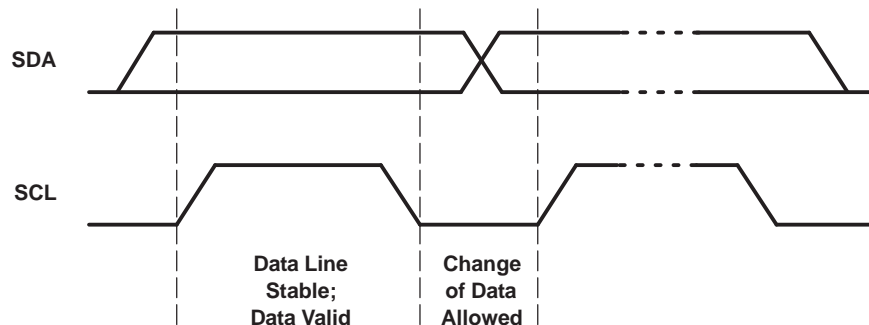 SDA
SCL
Data Line
Stable;
Data Valid
Change
of Data
Allowed